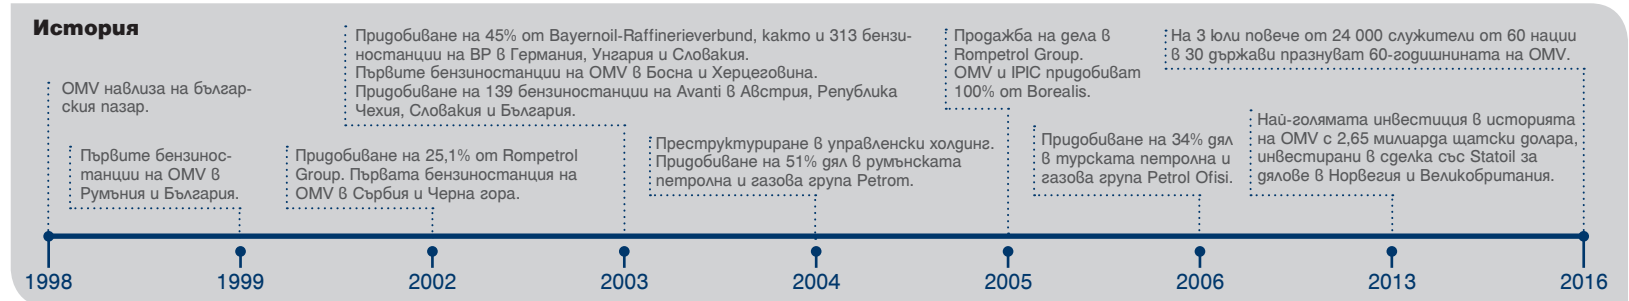 История
ОМV навлиза на българ-
ския пазар.
Първите бензинос-
танции на OMV в
Румъния и България.
Придобиване на 25,1% от Rompetrol
Group. Първата бензиностанция на
OMV в Сърбия и Черна гора.
Придобиване на 45% от Bayernoil-Raffinerieverbund, както и 313 бензи-
ностанции на BP в Германия, Унгария и Словакия.
Първите бензиностанции на OMV в Босна и Херцеговина.
Придобиване на 139 бензиностанции на Avanti в Австрия, Република
Чехия, Словакия и България.
Преструктуриране в управленски холдинг.
Придобиване на 51% дял в румънската
петролна и газова група Petrom.
Продажба на дела в
Rompetrol Group.
OMV и IPIC придобиват
100% от Borealis.
Придобиване на 34% дял
в турската петролна и
газова група Petrol Ofisi.
Най-голямата инвестиция в историята
на OMV с 2,65 милиарда щатски долара,
инвестирани в сделка със Statoil за
дялове в Норвегия и Великобритания.
На 3 юли повече от 24 000 служители от 60 нации
в 30 държави празнуват 60-годишнината на OMV.
1998
1999
2002
2003
2004
2005
2006
2013
2016